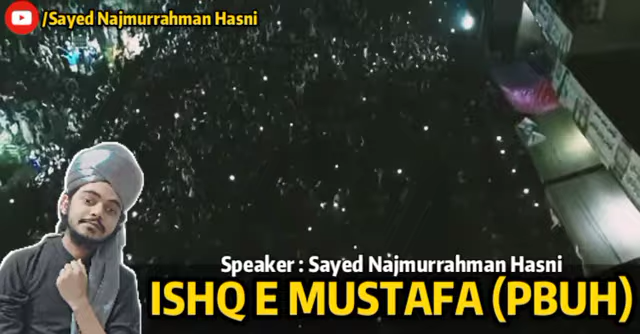 /Sayed Najmurrahman Hasni
Speaker : Sayed Najmurrahman Hasni
ISHQ E MUSTAFA (PBUH)